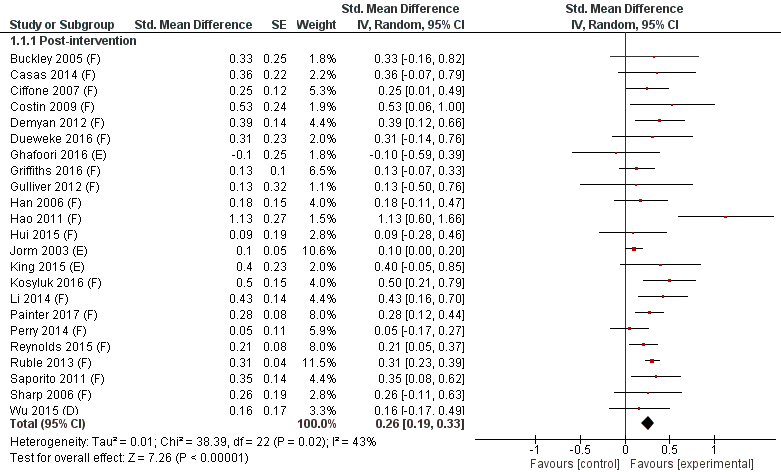 Std. Mean Difference Std. Mean Difference
Study or Subgroup Std. Mean Difference SE Weight IV, Random, 95% CI IV, Random, 95% CI
1.1.1 Post-intervention
Buckley 2005 (F) 0.33 0.25 1.8% 0.33 [-0.16, 0.82]
Casas 2014 (F) 0.36 0.22 2.2% 0.36 [-0.07, 0.79]
Ciffone 2007 (F) 0.25 0.12 5.3% 0.25 [0.01, 0.49]
Costin 2009 (F) 0.53 0.24 1.9% 0.53 [0.06, 1.00]
Demyan 2012 (F) 0.39 0.14 4.4% 0.39 [0.12, 0.66]
Dueweke 2016 (F) 0.31 0.23 2.0% 0.31 [-0.14, 0.76]
Ghafoori 2016 (E) -0.1 0.25 1.8% -0.10 [-0.59, 0.39]
Griffiths 2016 (F) 0.13 0.1 6.6% 0.13 [-0.07, 0.33]
Gulliver 2012 (F) 0.13 0.32 1.1% 0.13 [-0.50, 0.76]
Han 2006 (F) 0.18 0.15 4.0% 0.18 [-0.11, 0.47]
Hao 2011 (F) 1.13 0.27 1.5% 1.13 [0.60, 1.66]
Hui 2015 (F) 0.09 0.19 2.8% 0.09 [-0.28, 0.46]
Jorm 2003 (E) 0.1 0.05 10.6% 0.10 [0.00, 0.20]
King 2015 (E) 0.4 0.23 2.0% 0.40 [-0.05, 0.85]
Kosyluk 2016 (F) 0.5 0.15 4.0% 0.50 [0.21, 0.79]
Li 2014 (F) 0.43 0.14 4.4% 0.43 [0.16, 0.70]
Painter 2017 (F) 0.28 0.08 8.0% 0.28 [0.12, 0.44]
Perry 2014 (F) 0.05 0.11 5.9% 0.05 [-0.17, 0.27]
Reynolds 2015 (F) 0.21 0.08 8.0% 0.21 [0.05, 0.37]
Ruble 2013 (F) 0.31 0.04 11.5% 0.31 [0.23, 0.39]
Saporito 2011 (F) 0.35 0.14 4.4% 0.35 [0.08, 0.62]
Sharp 2006 (F) 0.26 0.19 2.8% 0.26 [-0.11, 0.63]
Wu 2015 (D) 0.16 0.17 3.3% 0.16 [-0.17, 0.49]
Total (95% CI) 100.0% 0.26 [0.19, 0.33]
Heterogeneity: Tau² = 0.01; Chi² = 38.39, df = 22 (P = 0.02); I² = 43%
Test for overall effect: Z = 7.26 (P < 0.00001)
-1 -0.5 0 0.5 1
Favours [control] Favours [experimental]